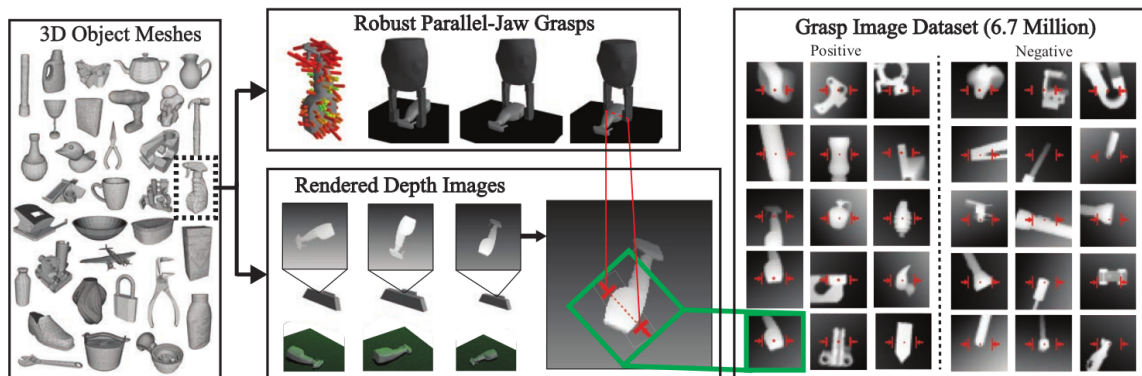 3D Object Meshes
Robust Parallel-Jaw Grasps
Rendered Depth Images
Grasp Image Dataset (6.7 Million)
Positive
Negative